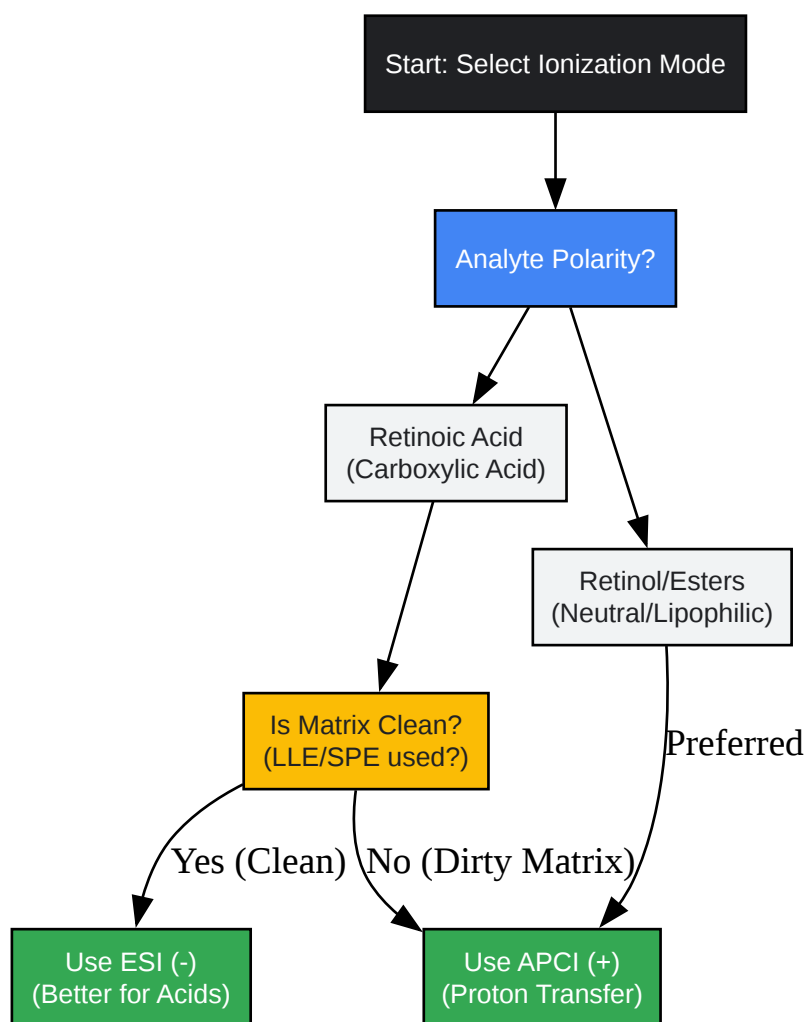 Start: Select Ionization Mode
Analyte Polarity?
Retinoic Acid
(Carboxylic Acid)
Retinol/Esters
(Neutral/Lipophilic)
Is Matrix Clean?
(LLE/SPE used?)
Preferred
Yes (Clean)
No (Dirty Matrix)
Use ESI (-)
(Better for Acids)
Use APCI (+)
(Proton Transfer)